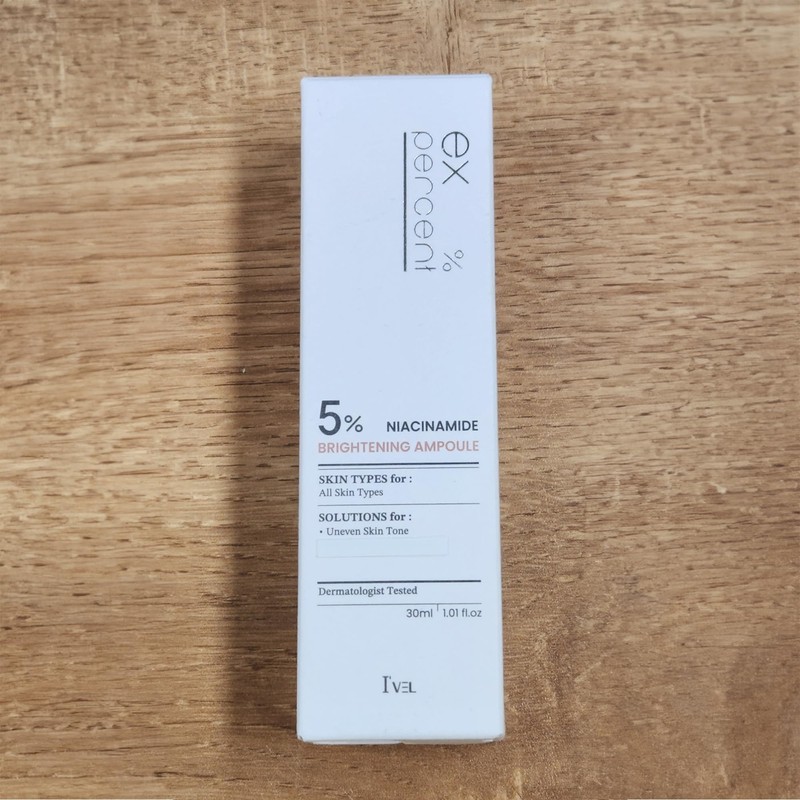 ex %
percent
5% NIACINAMIDE
BRIGHTENING AMPOULE
SKIN TYPES for :
All Skin Types
SOLUTIONS for :
• Uneven Skin Tone
Dermatologist Tested
30ml | 1.01 fl.oz
I'VEL